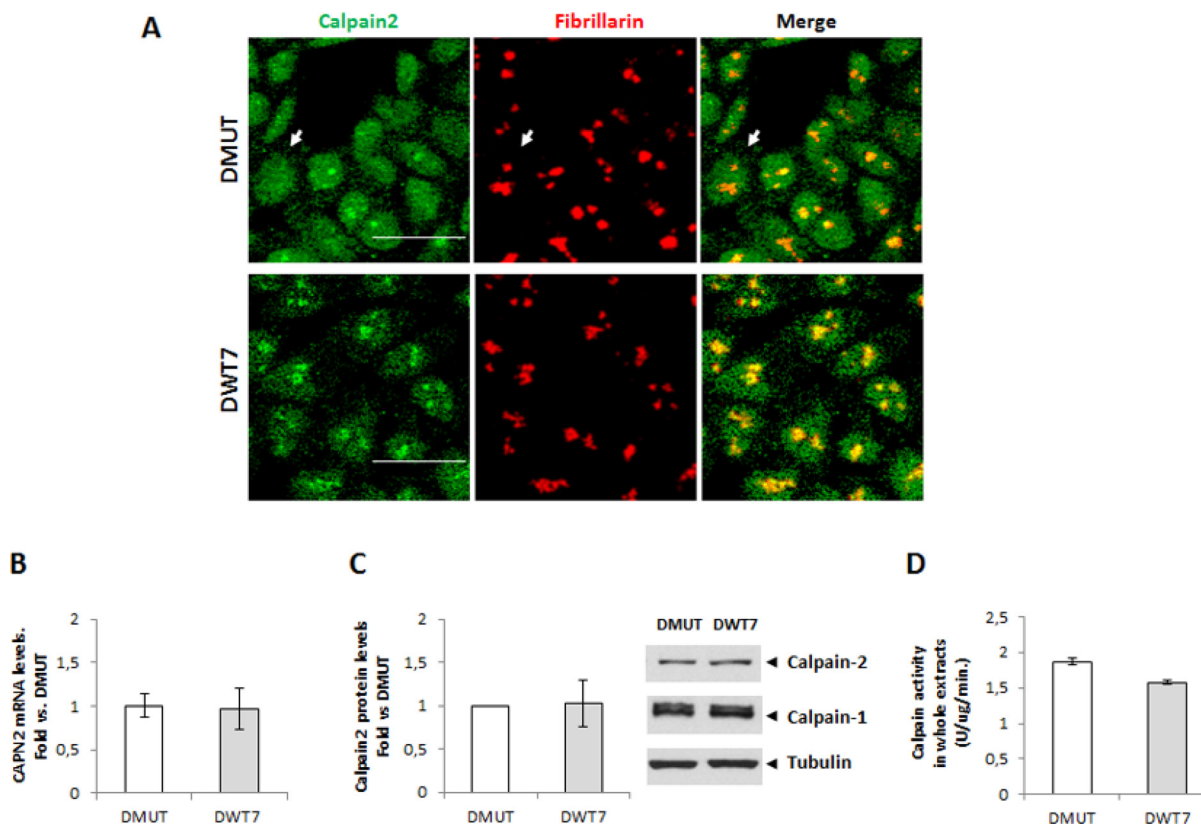 A
Calpain2 Fibrillarin Merge
DMUT
DWT7
B
CAPN2 mRNA levels.
Fold vs. DMUT
2
1,5
1
0,5
0
DMUT DWT7
C
Calpain2 protein levels
Fold vs DMUT
2
1,5
1
0,5
0
DMUT DWT7
DMUT DWT7
Calpain-2
Calpain-1
Tubulin
D
Calpain activity
in whole extracts
(U/ug/min.)
2,5
2
1,5
1
0,5
0
DMUT DWT7